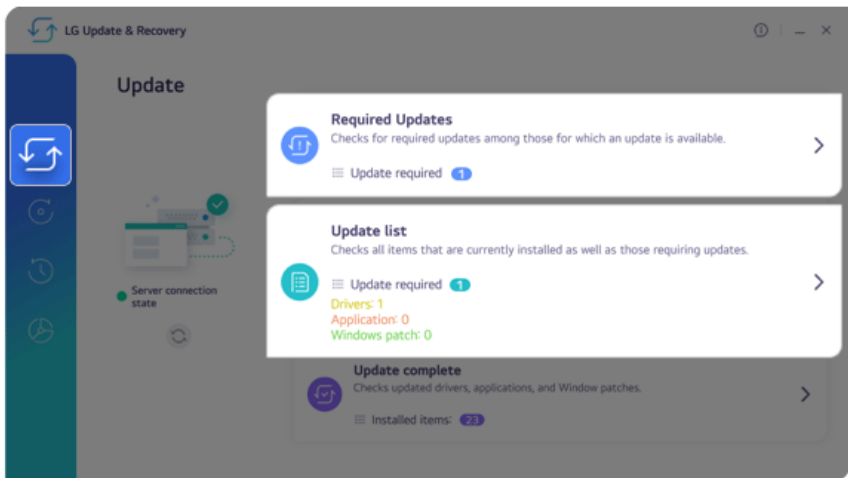 LG Update & Recovery
Update
Required Updates
Checks for required updates among those for which an update is available.
Update required 1
Update list
Checks all items that are currently installed as well as those requiring updates.
Update required 1
Drivers: 1
Application: 0
Windows patch: 0
Server connection
state
Update complete
Checks updated drivers, applications, and Window patches.
Installed items: 23